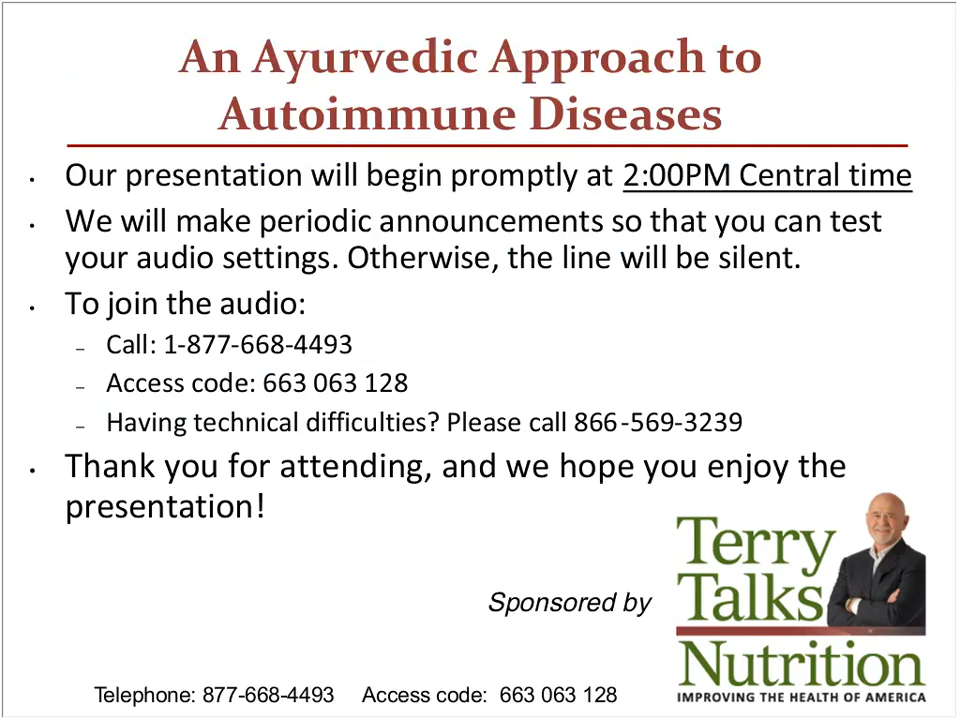 An Ayurvedic Approach to
Autoimmune Diseases
• Our presentation will begin promptly at 2:00PM Central time
• We will make periodic announcements so that you can test
your audio settings. Otherwise, the line will be silent.
• To join the audio:
– Call: 1-877-668-4493
– Access code: 663 063 128
– Having technical difficulties? Please call 866-569-3239
• Thank you for attending, and we hope you enjoy the
presentation!
Sponsored by
Terry
Talks
Nutrition
IMPROVING THE HEALTH OF AMERICA
Telephone: 877-668-4493 Access code: 663 063 128